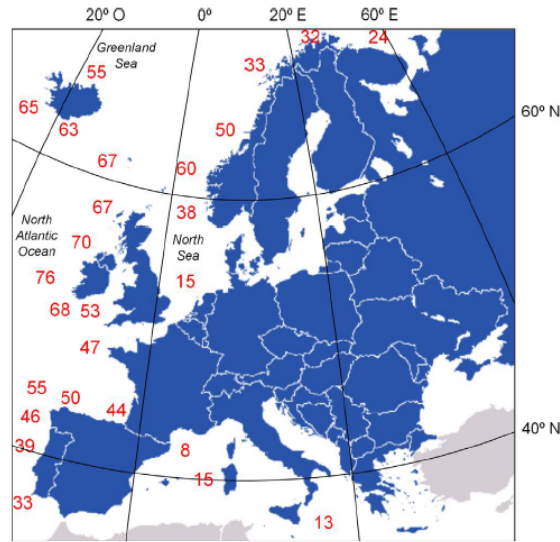 20º O
0º
20º E
60º E
32
24
Greenland
Sea
55
33
65
63
50
60º N
67
60
67
38
North
Atlantic
Ocean
North
Sea
70
76
15
68
53
47
55
50
44
46
40º N
39
8
15
33
13